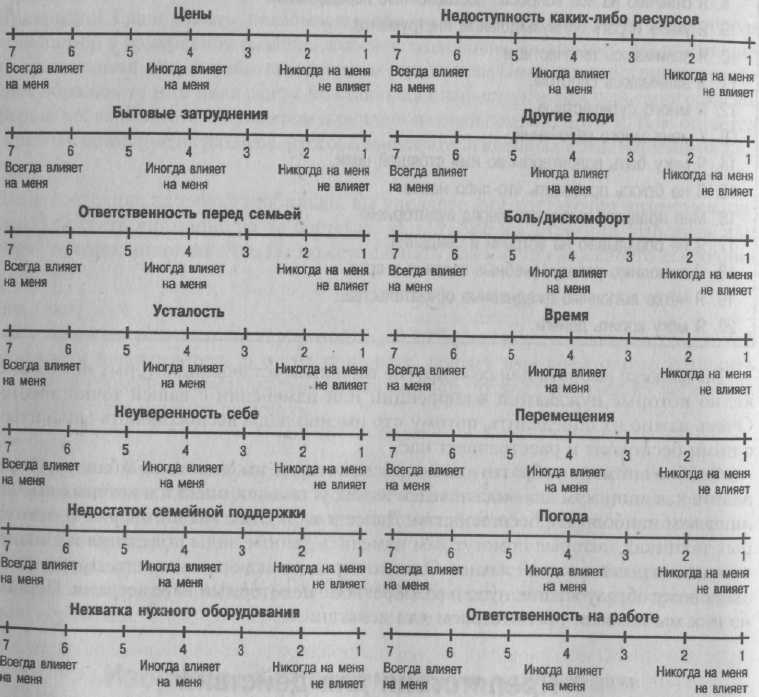 Цены
7 6 5 4 3 2 1
Всегда влияет Иногда влияет Никогда на меня
на меня на меня не влияет
Недоступность каких-либо ресурсов
7 6 5 4 3 2 1
Всегда влияет Иногда влияет Никогда на меня
на меня на меня не влияет
Бытовые затруднения
7 6 5 4 3 2 1
Всегда влияет Иногда влияет Никогда на меня
на меня на меня не влияет
Другие люди
7 6 5 4 3 2 1
Всегда влияет Иногда влияет Никогда на меня
на меня на меня не влияет
Ответственность перед семьей
7 6 5 4 3 2 1
Всегда влияет Иногда влияет Никогда на меня
на меня на меня не влияет
Боль/дискомфорт
7 6 5 4 3 2 1
Всегда влияет Иногда влияет Никогда на меня
на меня на меня не влияет
Усталость
7 6 5 4 3 2 1
Всегда влияет Иногда влияет Никогда на меня
на меня на меня не влияет
Время
7 6 5 4 3 2 1
Всегда влияет Иногда влияет Никогда на меня
на меня на меня не влияет
Неуверенность себе
7 6 5 4 3 2 1
Всегда влияет Иногда влияет Никогда на меня
на меня на меня не влияет
Перемещения
7 6 5 4 3 2 1
Всегда влияет Иногда влияет Никогда на меня
на меня на меня не влияет
Недостаток семейной поддержки
7 6 5 4 3 2 1
Всегда влияет Иногда влияет Никогда на меня
на меня на меня не влияет
Погода
7 6 5 4 3 2 1
Всегда влияет Иногда влияет Никогда на меня
на меня на меня не влияет
Нехватка нужного оборудования
7 6 5 4 3 2 1
Всегда влияет Иногда влияет Никогда на меня
на меня на меня не влияет
Ответственность на работе
7 6 5 4 3 2 1
Всегда влияет Иногда влияет Никогда на меня
на меня на меня не влияет